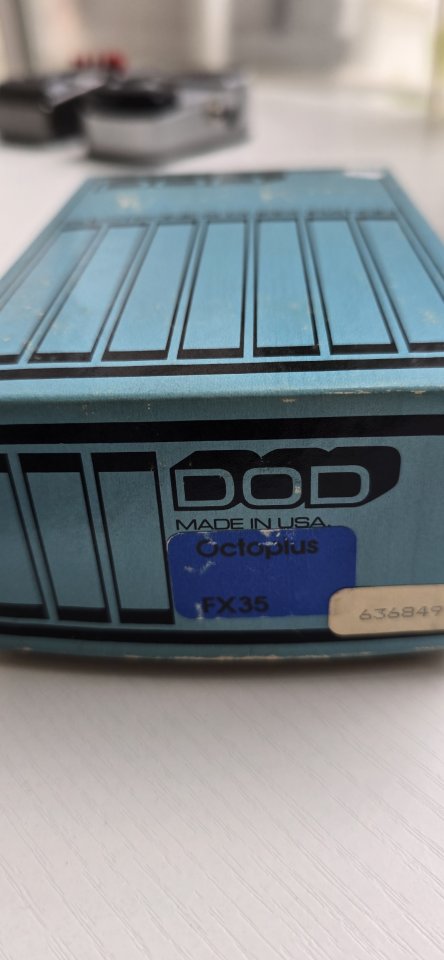 DOD
MADE IN USA.
Octoplus
FX35
636849